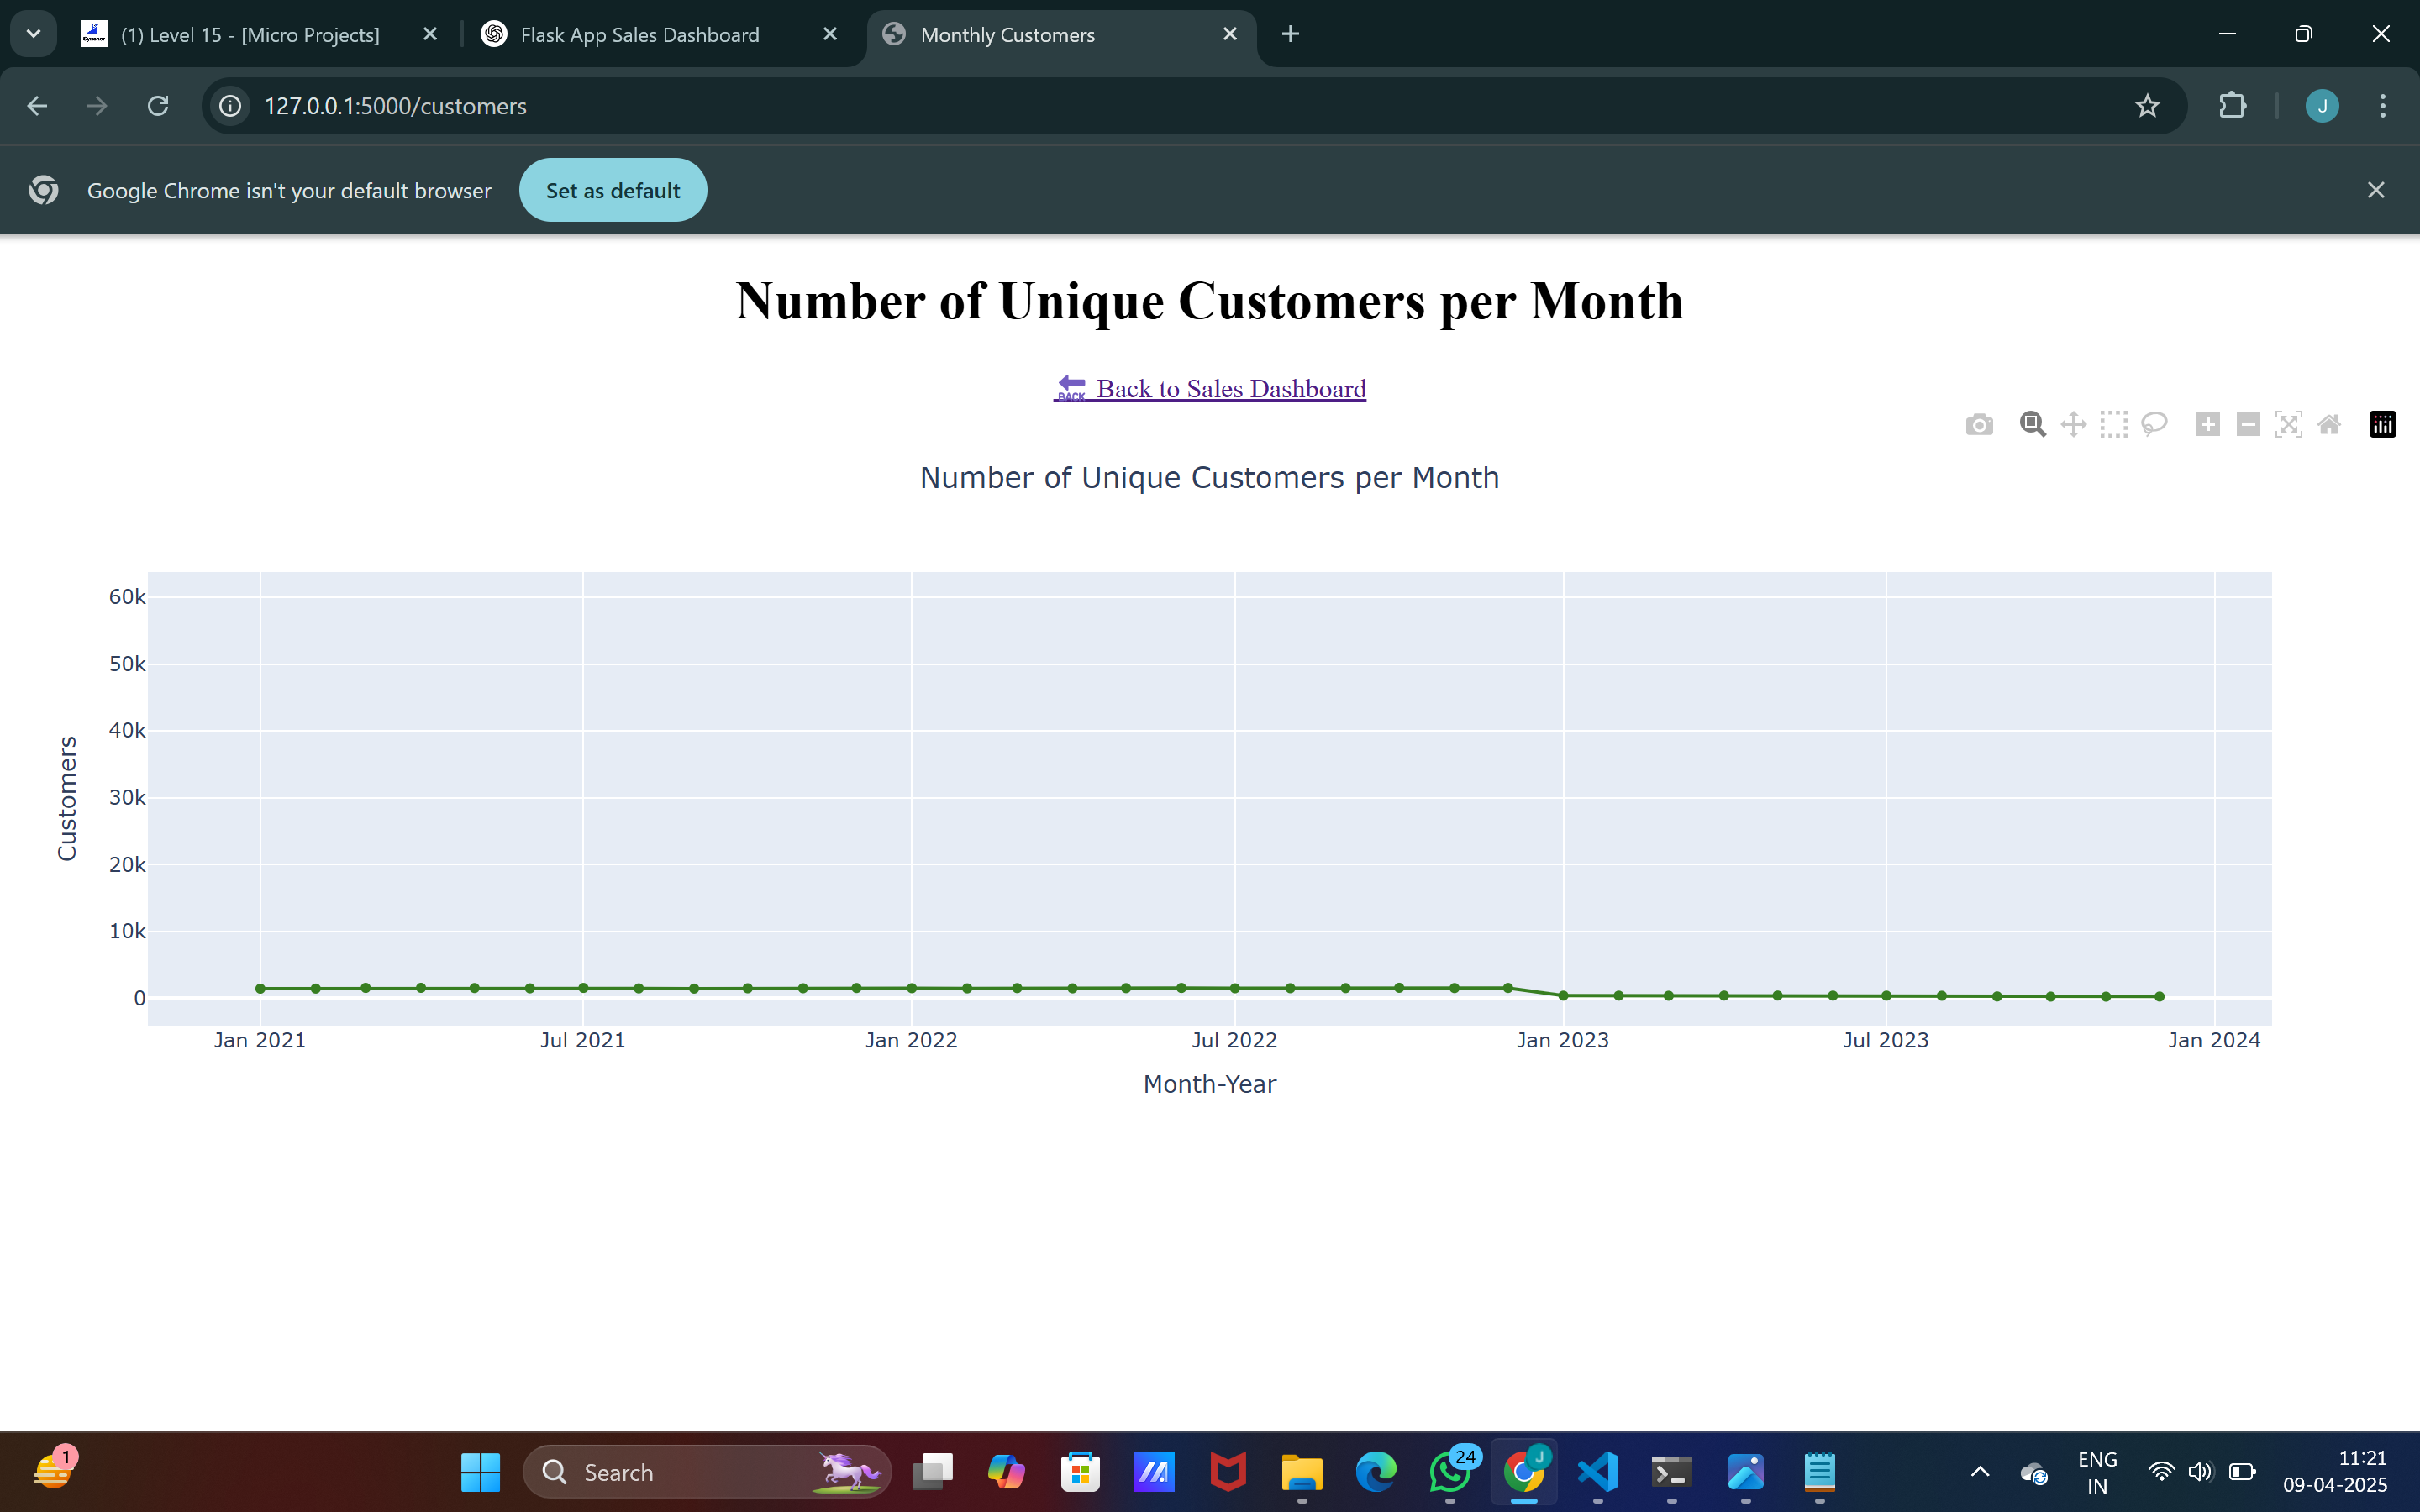 (1) Level 15 - [Micro Projects]
Flask App Sales Dashboard
Monthly Customers
127.0.0.1:5000/customers
J
Google Chrome isn't your default browser
Set as default
Number of Unique Customers per Month
BACK Back to Sales Dashboard
Number of Unique Customers per Month
60k
50k
40k
30k
20k
10k
0
Customers
Jan 2021 Jul 2021 Jan 2022 Jul 2022 Jan 2023 Jul 2023 Jan 2024
Month-Year
1
Search
24
J
ENG
IN
11:21
09-04-2025